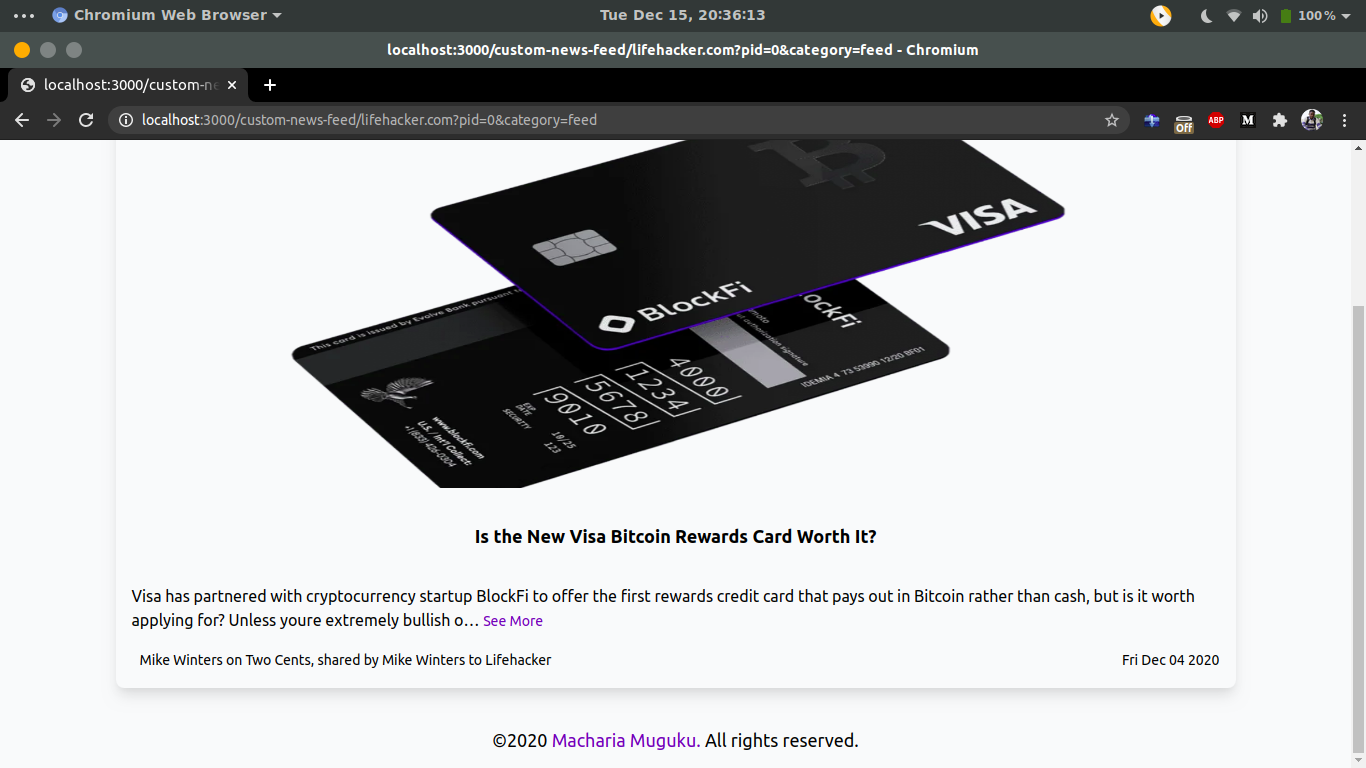 Chromium Web Browser
Tue Dec 15, 20:36:13
100 %
localhost:3000/custom-news-feed/lifehacker.com?pid=0&category=feed - Chromium
localhost:3000/custom-ne
localhost:3000/custom-news-feed/lifehacker.com?pid=0&category=feed
Off
ABP
M
VISA
BlockFi
This card is issued by Evolve Bank pursuant to
ockFi
authorization signature
IDEMIA 4 73 53990 12/20 BF01
4000
1234
5678
9010
EXP
DATE
SECURITY
10/25
123
www.blockfi.com
U.S. / Int'l Collect:
+1(833) 426-0304
Is the New Visa Bitcoin Rewards Card Worth It?
Visa has partnered with cryptocurrency startup BlockFi to offer the first rewards credit card that pays out in Bitcoin rather than cash, but is it worth
applying for? Unless youre extremely bullish o… See More
Mike Winters on Two Cents, shared by Mike Winters to Lifehacker
Fri Dec 04 2020
©2020 Macharia Muguku. All rights reserved.